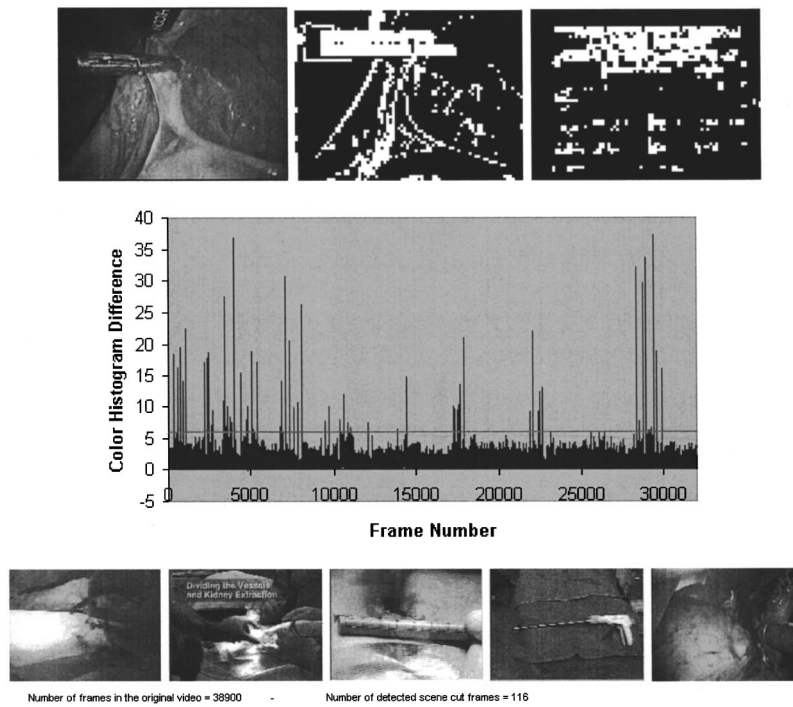 40
35
30
25
20
15
10
5
0
-5
Color Histogram Difference
0 5000 10000 15000 20000 25000 30000
Frame Number
Dividing the Vessels
and Kidney Extraction
Number of frames in the original video = 38900 - Number of detected scene cut frames = 116